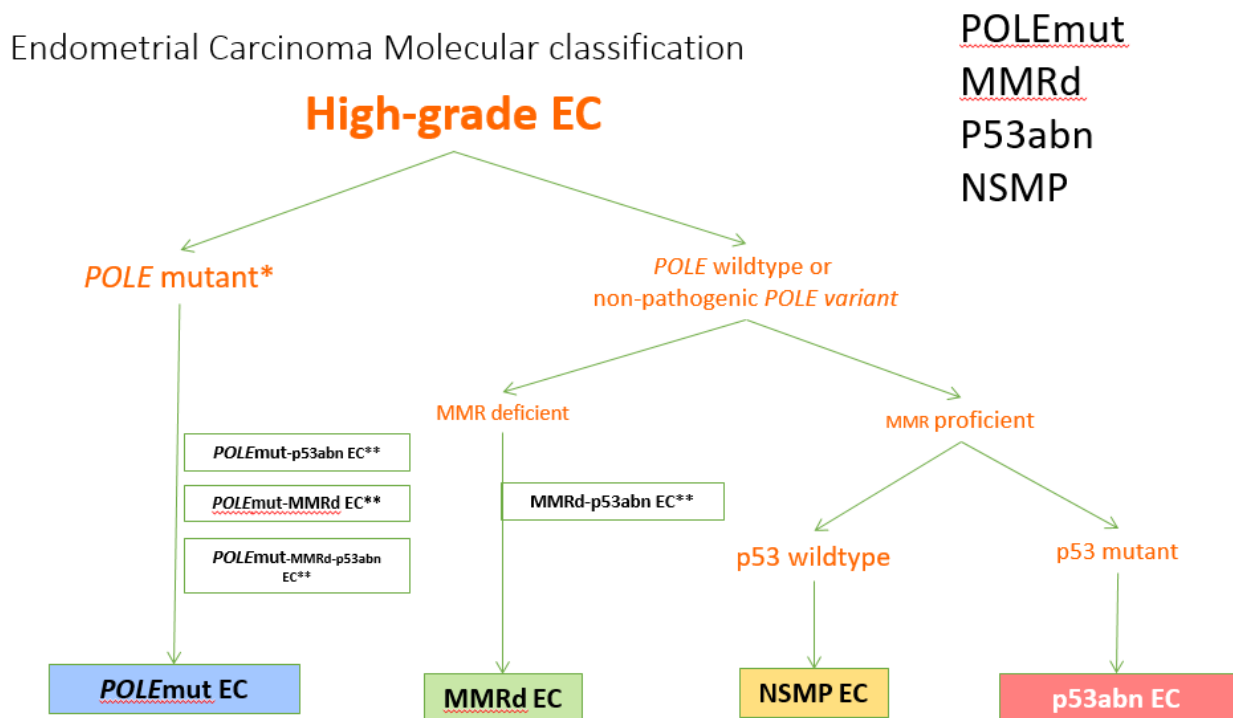 Endometrial Carcinoma Molecular classification
POLEmut
MMRd
P53abn
NSMP
High-grade EC
POLE mutant*
POLE wildtype or
non-pathogenic POLE variant
MMR deficient
MMR proficient
POLEmut-p53abn EC**
POLEmut-MMRd EC**
POLEmut-MMRd-p53abn
EC**
MMRd-p53abn EC**
p53 wildtype
p53 mutant
POLEmut EC
MMRd EC
NSMP EC
p53abn EC